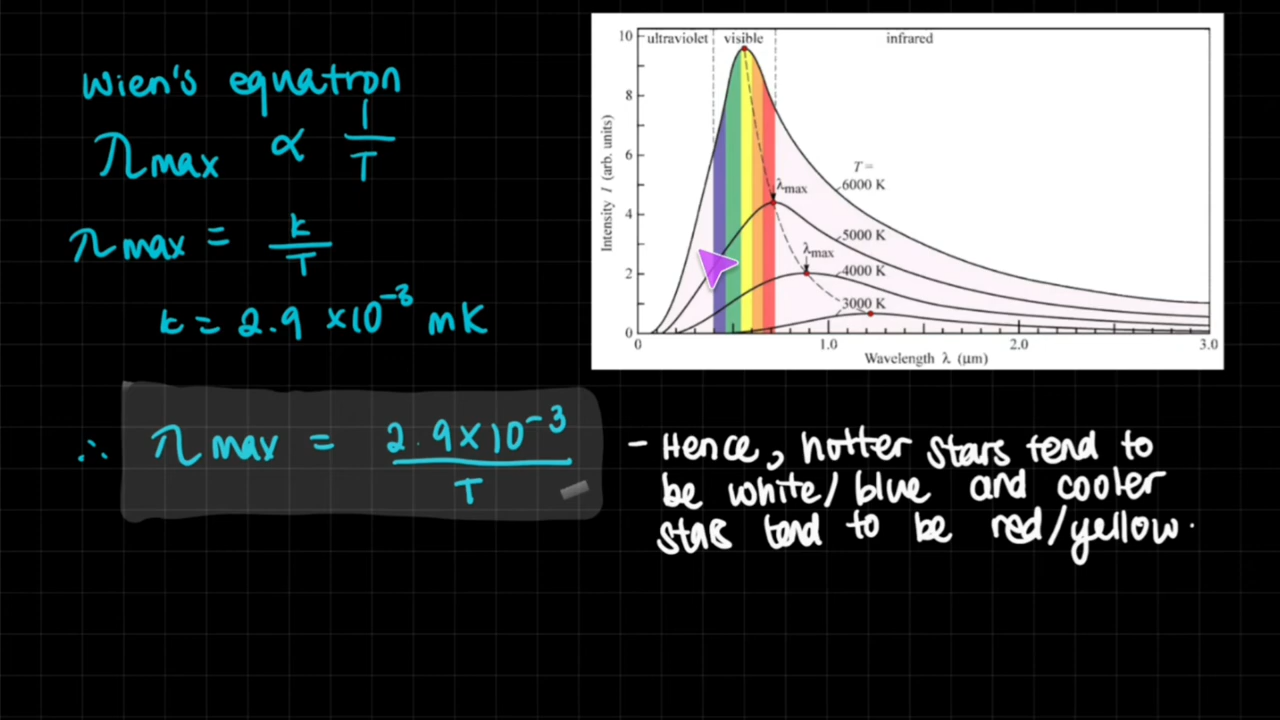 Wien's equation
λmax ∝ 1/T
λmax = k/T
k = 2.9 ×10⁻³ mK
∴ λmax = 2.9×10⁻³/T
ultraviolet visible infrared
10
8
6
4
2
0
Intensity I (arb. units)
T =
6000 K
λmax
5000 K
λmax
4000 K
3000 K
0 1.0 2.0 3.0
Wavelength λ (μm)
- Hence, hotter stars tend to
be white/blue and cooler
stars tend to be red/yellow.